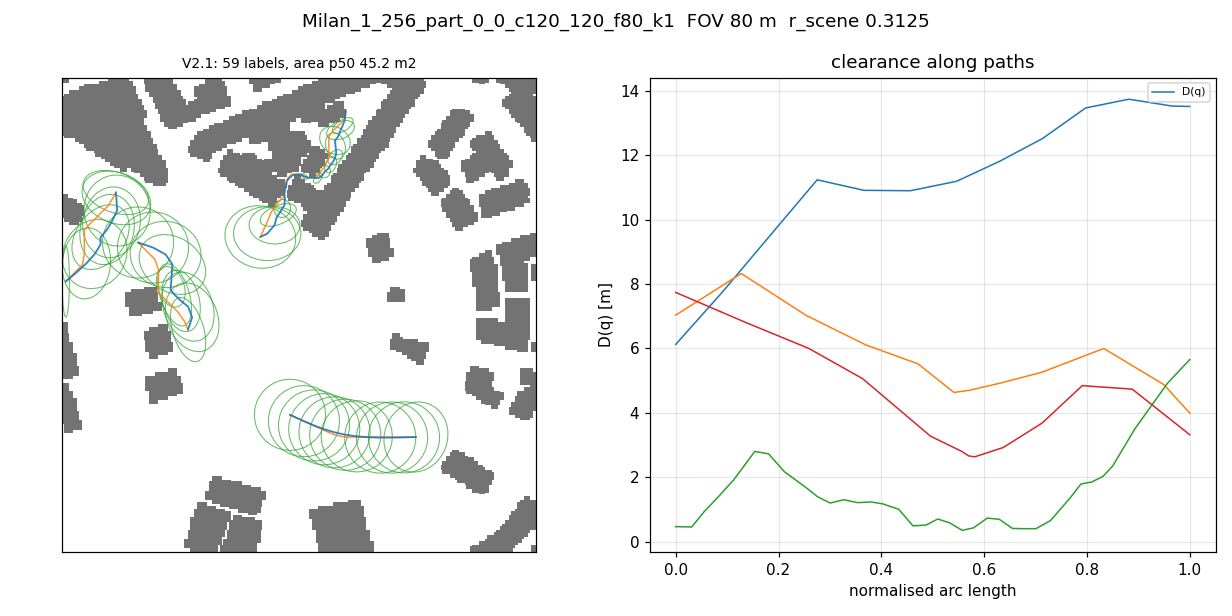 Milan_1_256_part_0_0_c120_120_f80_k1  FOV 80 m  r_scene 0.3125
V2.1: 59 labels, area p50 45.2 m2
clearance along paths
D(q)
14
12
10
8
6
4
2
0
D(q) [m]
0.0 0.2 0.4 0.6 0.8 1.0
normalised arc length